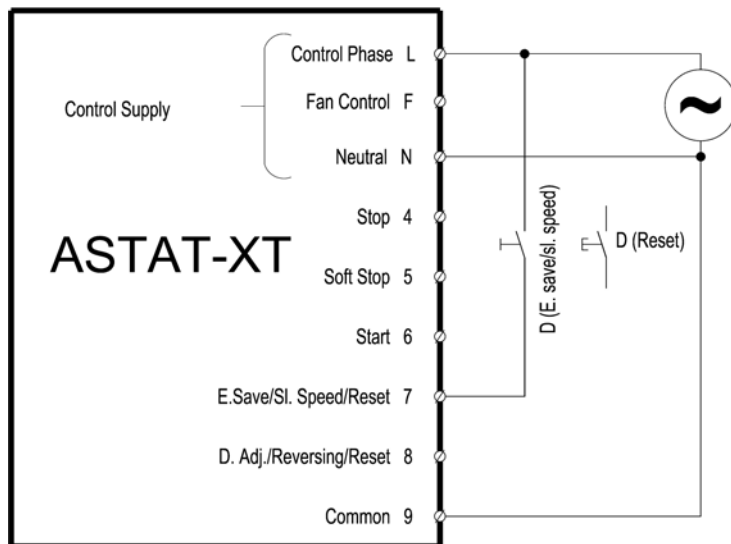 Control Phase L
Control Supply
Fan Control F
Neutral N
Stop 4
ASTAT-XT
Soft Stop 5
Start 6
E.Save/Sl. Speed/Reset 7
D. Adj./Reversing/Reset 8
Common 9
D (E. save/sl. speed)
D (Reset)